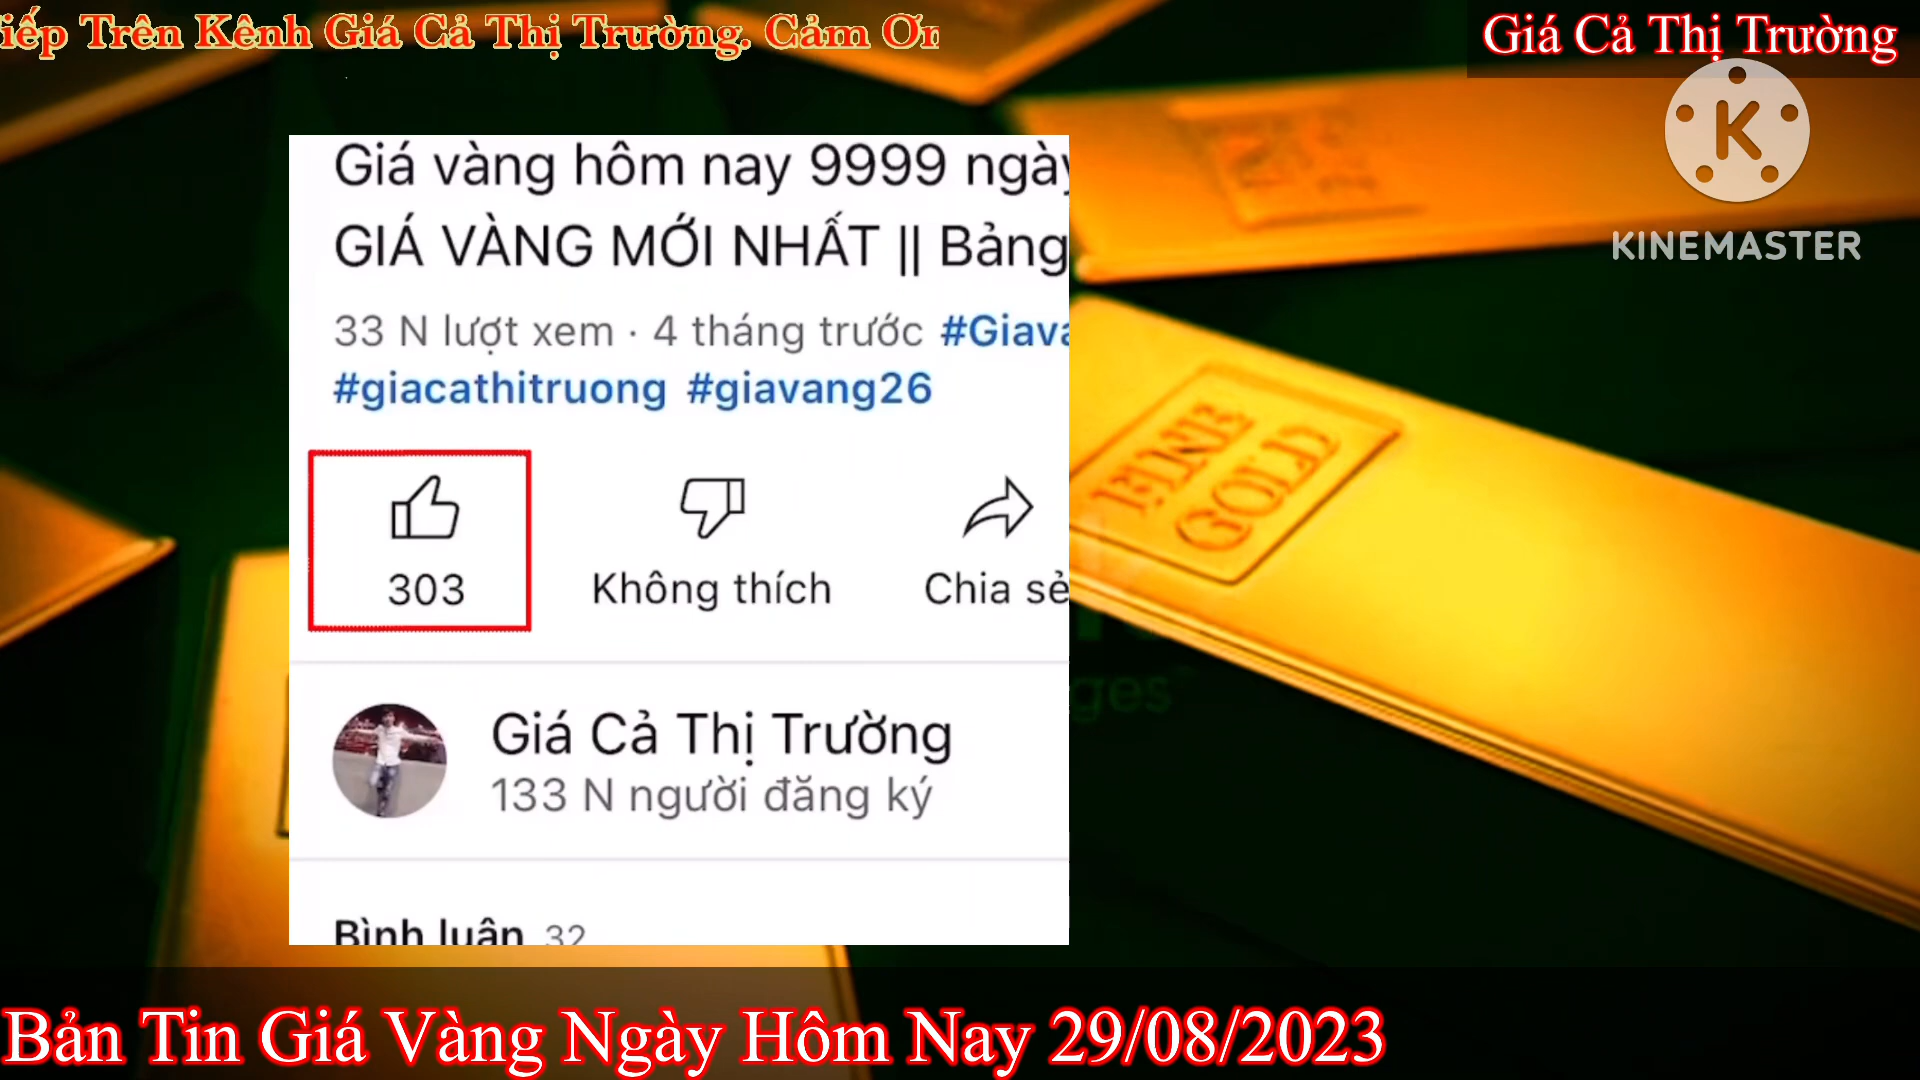 Trên Kênh Giá Cả Thị Trường. Cảm Ơn
Giá Cả Thị Trường
K
KINEMASTER
Giá vàng hôm nay 9999 ngày
GIÁ VÀNG MỚI NHẤT || Bảng
33 N lượt xem · 4 tháng trước #Giava
#giacathitruong #giavang26
303
Không thích
Chia sẻ
Giá Cả Thị Trường
133 N người đăng ký
Bình luận 32
FINE
GOLD
Bản Tin Giá Vàng Ngày Hôm Nay 29/08/2023